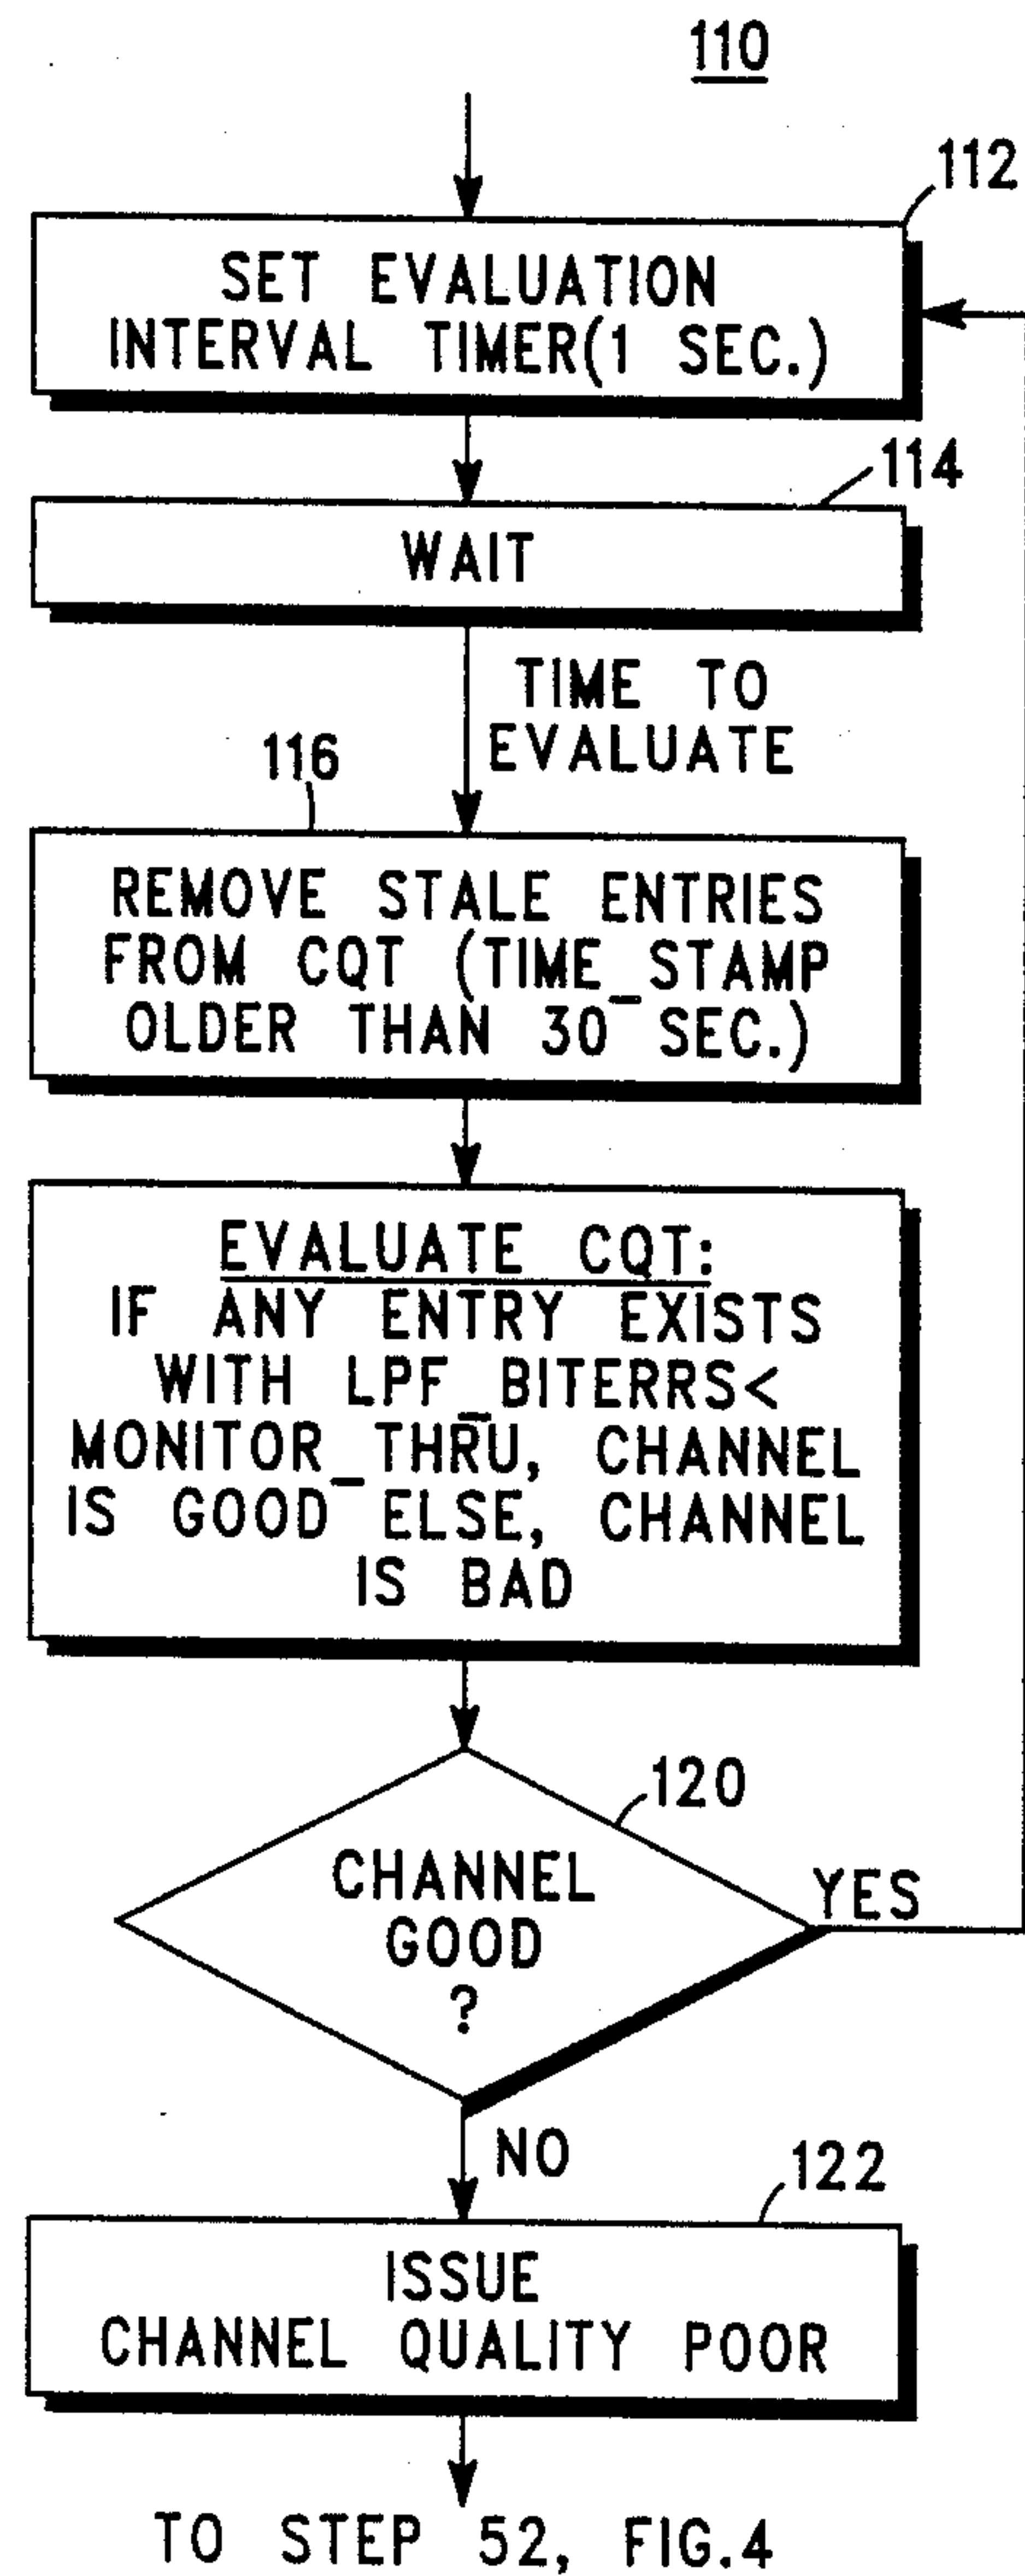 110
112
SET EVALUATION
INTERVAL TIMER(1 SEC.)
114
WAIT
TIME TO
EVALUATE
116
REMOVE STALE ENTRIES
FROM CQT (TIME_STAMP
OLDER THAN 30 SEC.)
EVALUATE CQT:
IF ANY ENTRY EXISTS
WITH LPF_BITERRS<
MONITOR_THRU, CHANNEL
IS GOOD ELSE, CHANNEL
IS BAD
120
CHANNEL
GOOD
?
YES
NO
122
ISSUE
CHANNEL QUALITY POOR
TO STEP 52, FIG.4